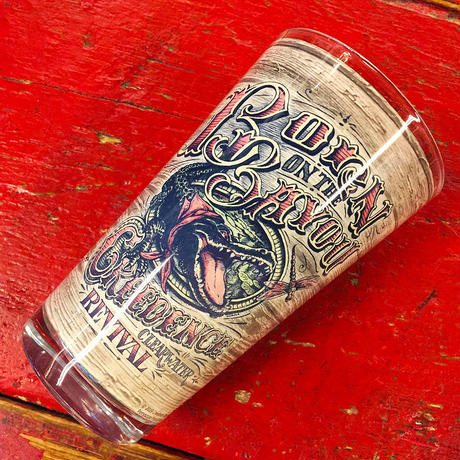 BORN
ON THE
BAYOU
CREEDENCE
CLEARWATER
REVIVAL